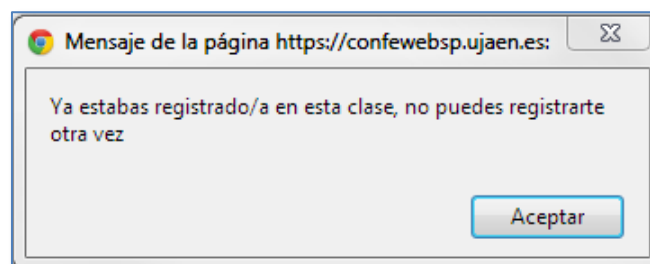 Mensaje de la página https://confewebsp.ujaen.es:
Ya estabas registrado/a en esta clase, no puedes registrarte
otra vez
Aceptar